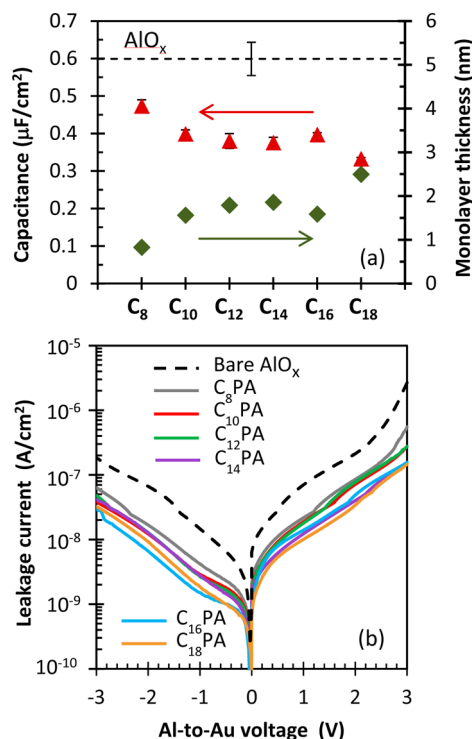 AlOₓ
Capacitance (µF/cm²)
0.7
0.6
0.5
0.4
0.3
0.2
0.1
0
6
5
4
3
2
1
0
Monolayer thickness (nm)
(a)
C₈ C₁₀ C₁₂ C₁₄ C₁₆ C₁₈
Leakage current (A/cm²)
10⁻⁵
10⁻⁶
10⁻⁷
10⁻⁸
10⁻⁹
10⁻¹⁰
Bare AlOₓ
C₈PA
C₁₀PA
C₁₂PA
C₁₄PA
C₁₆PA
C₁₈PA
(b)
-3 -2 -1 0 1 2 3
Al-to-Au voltage (V)